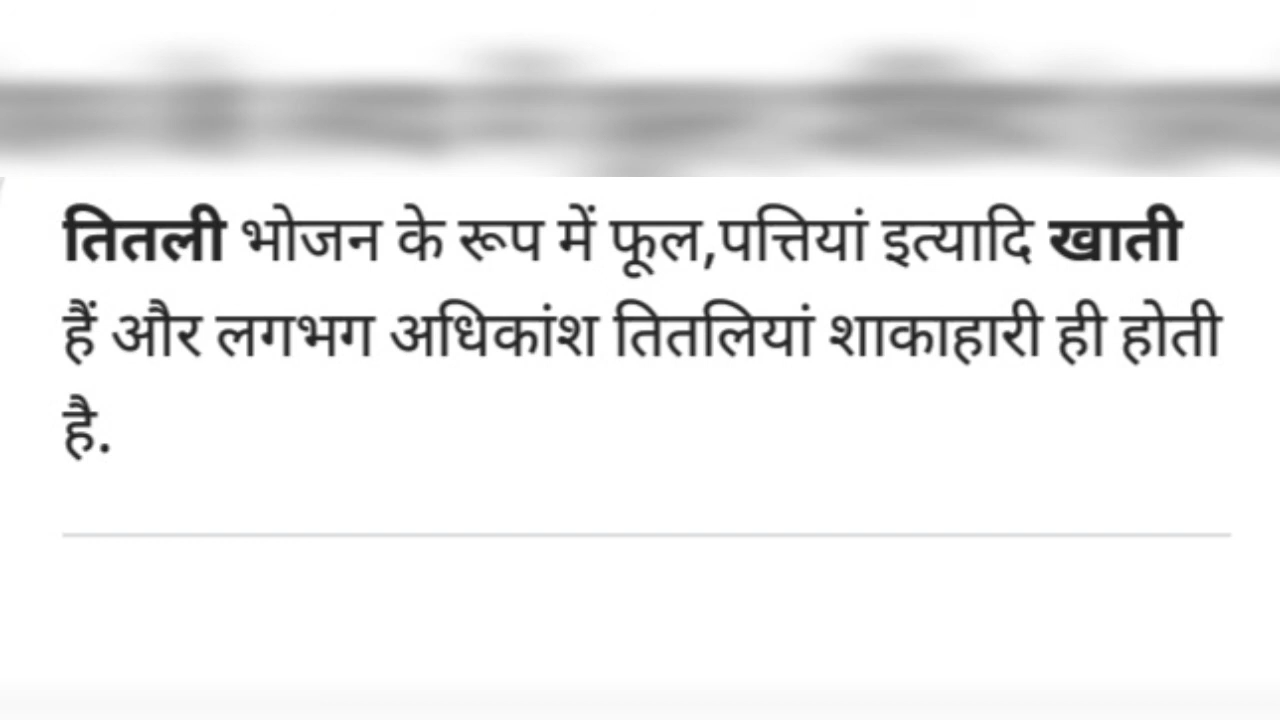 तितली भोजन के रूप में फूल,पत्तियां इत्यादि खाती
हैं और लगभग अधिकांश तितलियां शाकाहारी ही होती
है.